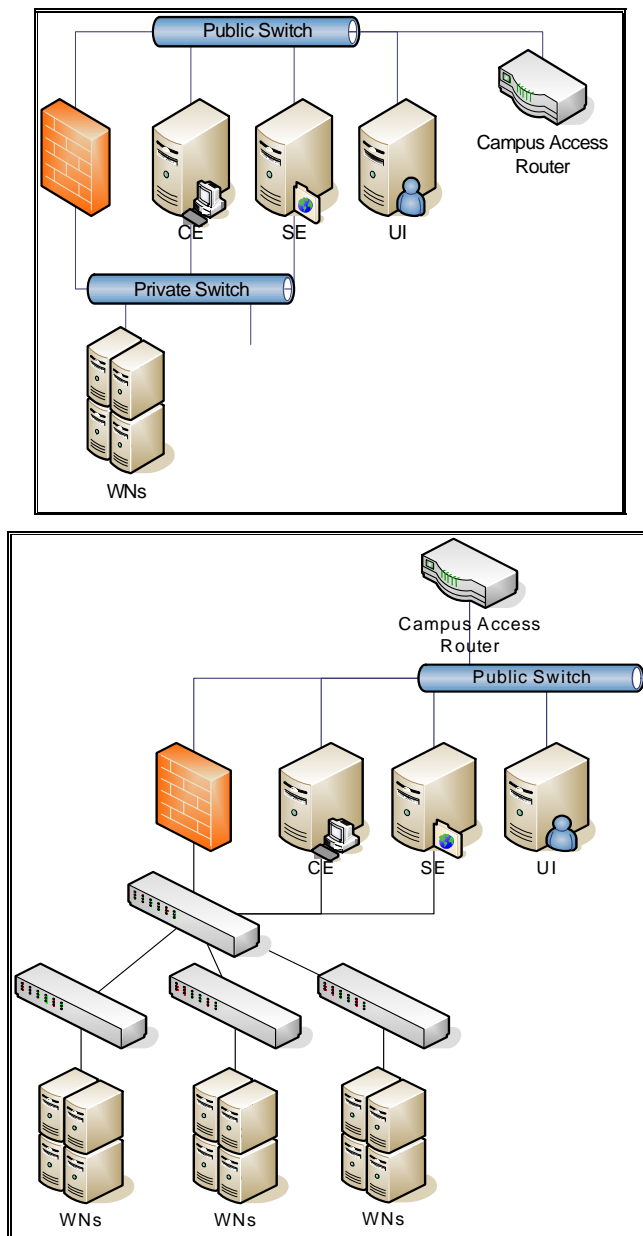 Public Switch
Campus Access
Router
CE
SE
UI
Private Switch
WNs
Campus Access
Router
Public Switch
CE
SE
UI
WNs
WNs
WNs